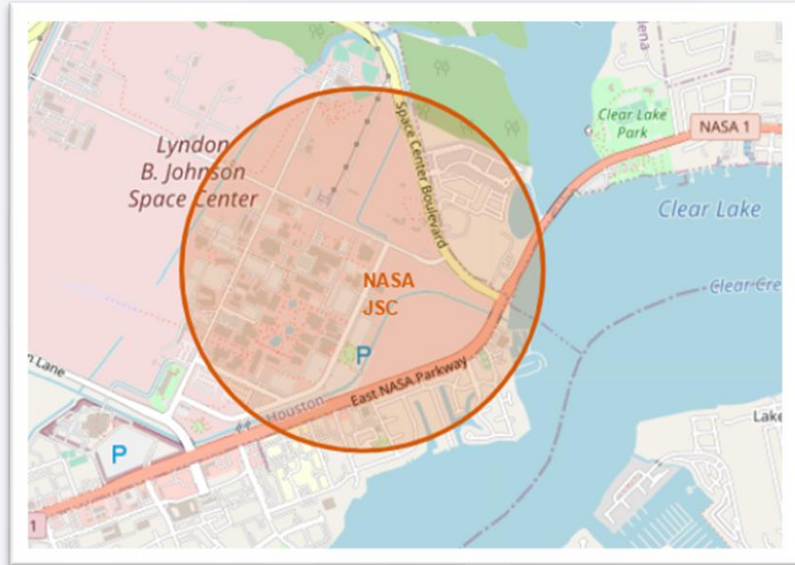 ena
Space Center Boulevard
Clear Lake
Park
NASA 1
Lyndon
B. Johnson
Space Center
Clear Lake
NASA
JSC
Clear Cre
P
n Lane
East NASA Parkway
Houston
Lake
P
1